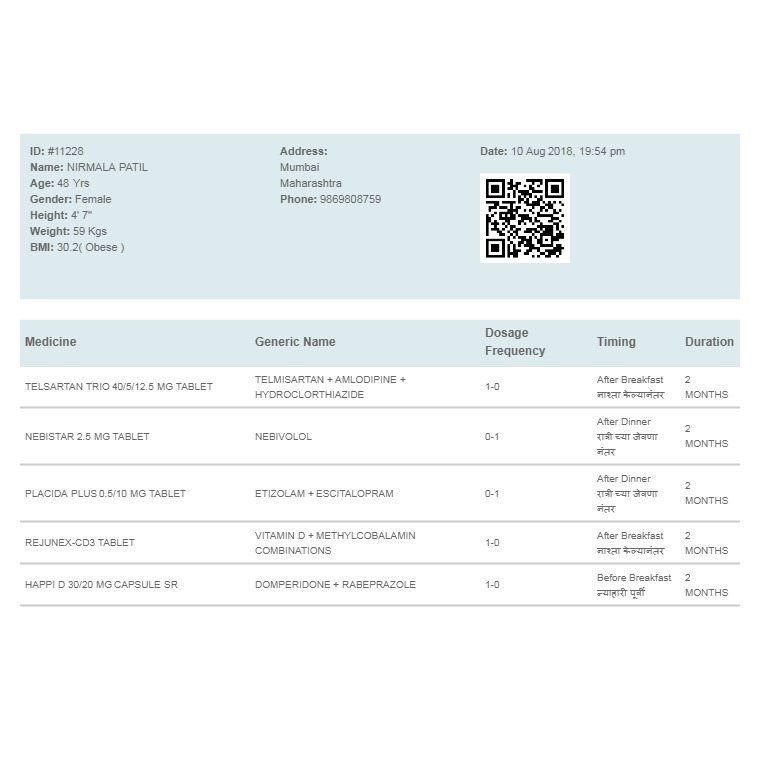 ID: #11228
Name: NIRMALA PATIL
Age: 48 Yrs
Gender: Female
Height: 4' 7"
Weight: 59 Kgs
BMI: 30.2( Obese )
Address:
Mumbai
Maharashtra
Phone: 9869808759
Date: 10 Aug 2018, 19:54 pm
Medicine Generic Name Dosage Frequency Timing Duration
TELSARTAN TRIO 40/5/12.5 MG TABLET
TELMISARTAN + AMLODIPINE +
HYDROCLORTHIAZIDE
1-0
After Breakfast
नाश्ता केल्यानंतर
2
MONTHS
NEBISTAR 2.5 MG TABLET
NEBIVOLOL
0-1
After Dinner
रात्री च्या जेवणा
नंतर
2
MONTHS
PLACIDA PLUS 0.5/10 MG TABLET
ETIZOLAM + ESCITALOPRAM
0-1
After Dinner
रात्री च्या जेवणा
नंतर
2
MONTHS
REJUNEX-CD3 TABLET
VITAMIN D + METHYLCOBALAMIN
COMBINATIONS
1-0
After Breakfast
नाश्ता केल्यानंतर
2
MONTHS
HAPPI D 30/20 MG CAPSULE SR
DOMPERIDONE + RABEPRAZOLE
1-0
Before Breakfast
न्याहारी पूर्वी
2
MONTHS